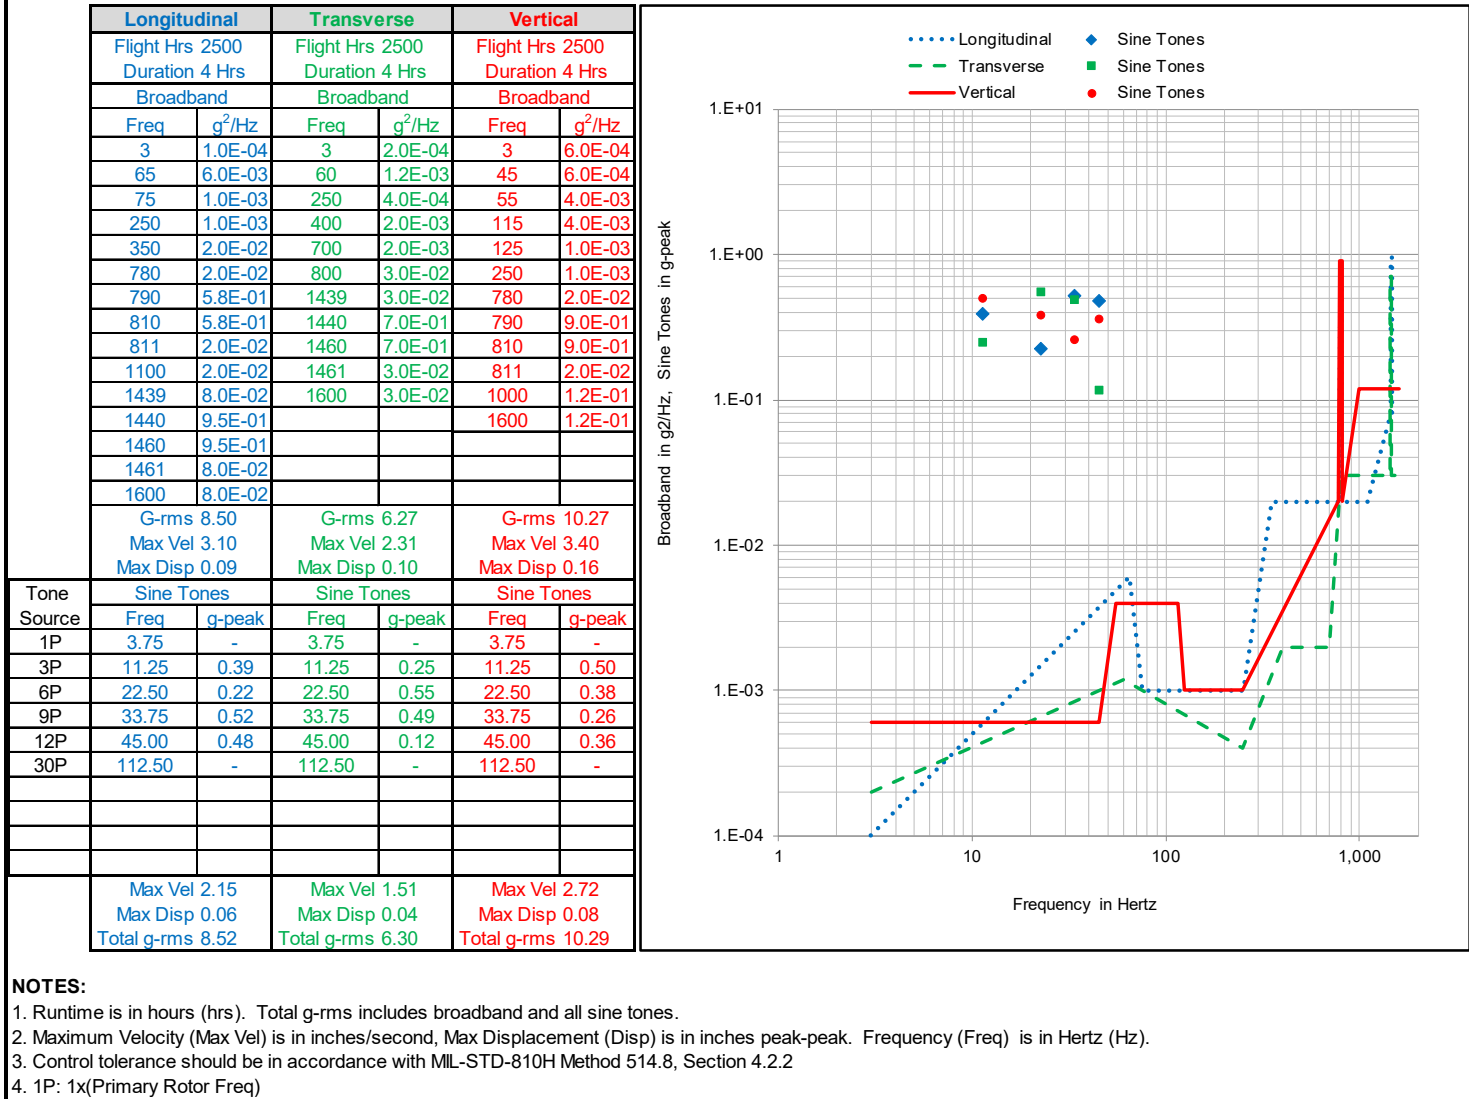 Longitudinal Transverse Vertical
Flight Hrs 2500 Flight Hrs 2500 Flight Hrs 2500
Duration 4 Hrs Duration 4 Hrs Duration 4 Hrs
Broadband Broadband Broadband
Freq g²/Hz Freq g²/Hz Freq g²/Hz
3 1.0E-04 3 2.0E-04 3 6.0E-04
65 6.0E-03 60 1.2E-03 45 6.0E-04
75 1.0E-03 250 4.0E-04 55 4.0E-03
250 1.0E-03 400 2.0E-03 115 4.0E-03
350 2.0E-02 700 2.0E-03 125 1.0E-03
780 2.0E-02 800 3.0E-02 250 1.0E-03
790 5.8E-01 1439 3.0E-02 780 2.0E-02
810 5.8E-01 1440 7.0E-01 790 9.0E-01
811 2.0E-02 1460 7.0E-01 810 9.0E-01
1100 2.0E-02 1461 3.0E-02 811 2.0E-02
1439 8.0E-02 1600 3.0E-02 1000 1.2E-01
1440 9.5E-01 1600 1.2E-01
1460 9.5E-01
1461 8.0E-02
1600 8.0E-02
G-rms 8.50 G-rms 6.27 G-rms 10.27
Max Vel 3.10 Max Vel 2.31 Max Vel 3.40
Max Disp 0.09 Max Disp 0.10 Max Disp 0.16
Tone Sine Tones Sine Tones Sine Tones
Source Freq g-peak Freq g-peak Freq g-peak
1P 3.75 - 3.75 - 3.75 -
3P 11.25 0.39 11.25 0.25 11.25 0.50
6P 22.50 0.22 22.50 0.55 22.50 0.38
9P 33.75 0.52 33.75 0.49 33.75 0.26
12P 45.00 0.48 45.00 0.12 45.00 0.36
30P 112.50 - 112.50 - 112.50 -
Max Vel 2.15 Max Vel 1.51 Max Vel 2.72
Max Disp 0.06 Max Disp 0.04 Max Disp 0.08
Total g-rms 8.52 Total g-rms 6.30 Total g-rms 10.29
Longitudinal Sine Tones
Transverse Sine Tones
Vertical Sine Tones
1.E+01
1.E+00
1.E-01
1.E-02
1.E-03
1.E-04
Broadband in g2/Hz, Sine Tones in g-peak
1 10 100 1,000
Frequency in Hertz
NOTES:
1. Runtime is in hours (hrs). Total g-rms includes broadband and all sine tones.
2. Maximum Velocity (Max Vel) is in inches/second, Max Displacement (Disp) is in inches peak-peak. Frequency (Freq) is in Hertz (Hz).
3. Control tolerance should be in accordance with MIL-STD-810H Method 514.8, Section 4.2.2
4. 1P: 1x(Primary Rotor Freq)